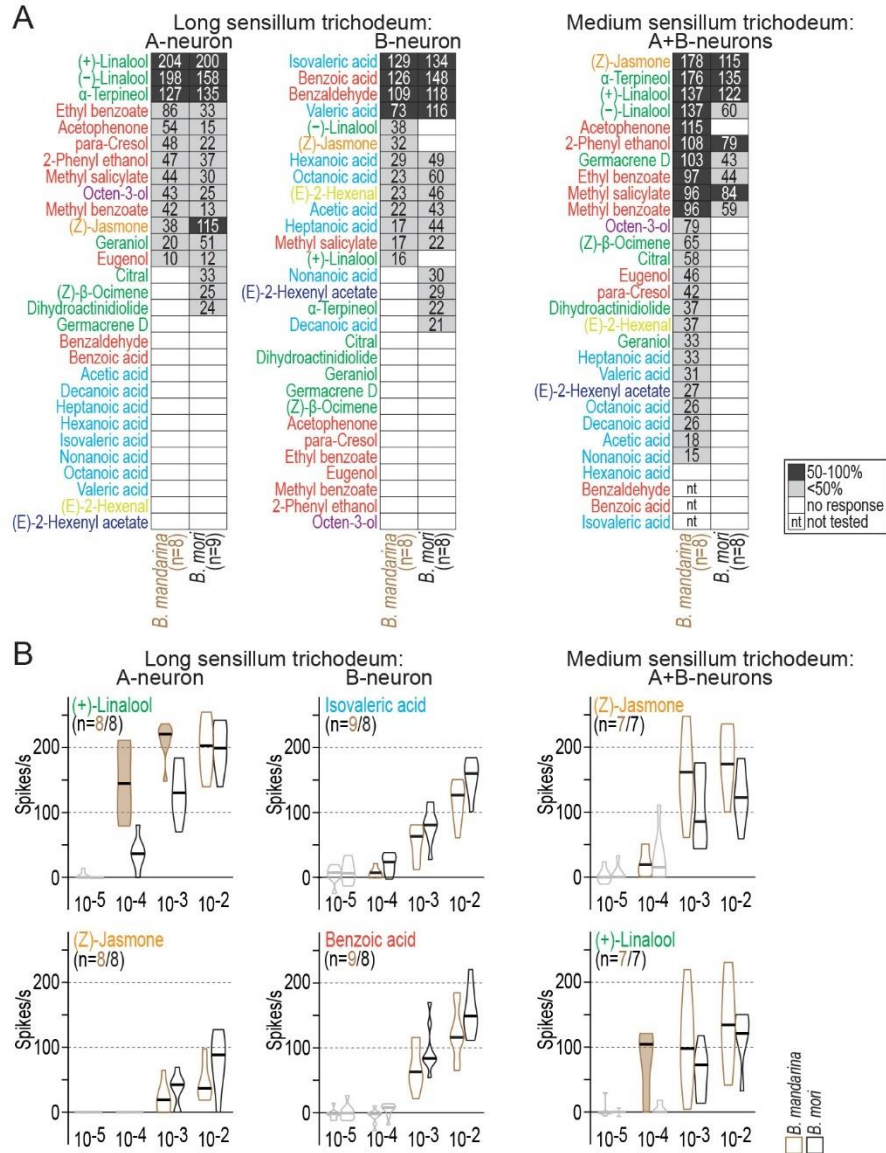 A
Long sensillum trichodeum:
A-neuron
(+)-Linalool 204 200
(−)-Linalool 198 158
α-Terpineol 127 135
Ethyl benzoate 86 33
Acetophenone 54 15
para-Cresol 48 22
2-Phenyl ethanol 47 37
Methyl salicylate 44 30
Octen-3-ol 43 25
Methyl benzoate 42 13
(Z)-Jasmone 38 115
Geraniol 20 51
Eugenol 10 12
Citral 33
(Z)-β-Ocimene 25
Dihydroactinidiolide 24
Germacrene D
Benzaldehyde
Benzoic acid
Acetic acid
Decanoic acid
Heptanoic acid
Hexanoic acid
Isovaleric acid
Nonanoic acid
Octanoic acid
Valeric acid
(E)-2-Hexenal
(E)-2-Hexenyl acetate
B. mandarina
(n=8)
B. mori
(n=9)
B-neuron
Isovaleric acid 129 134
Benzoic acid 126 148
Benzaldehyde 109 118
Valeric acid 73 116
(−)-Linalool 38
(Z)-Jasmone 32
Hexanoic acid 29 49
Octanoic acid 23 60
(E)-2-Hexenal 23 46
Acetic acid 22 43
Heptanoic acid 17 44
Methyl salicylate 17 22
(+)-Linalool 16
Nonanoic acid 30
(E)-2-Hexenyl acetate 29
α-Terpineol 22
Decanoic acid 21
Citral
Dihydroactinidiolide
Geraniol
Germacrene D
(Z)-β-Ocimene
Acetophenone
para-Cresol
Ethyl benzoate
Eugenol
Methyl benzoate
2-Phenyl ethanol
Octen-3-ol
B. mandarina
(n=8)
B. mori
(n=8)
Medium sensillum trichodeum:
A+B-neurons
(Z)-Jasmone 178 115
α-Terpineol 176 135
(+)-Linalool 137 122
(−)-Linalool 137 60
Acetophenone 115
2-Phenyl ethanol 108 79
Germacrene D 103 43
Ethyl benzoate 97 44
Methyl salicylate 96 84
Methyl benzoate 96 59
Octen-3-ol 79
(Z)-β-Ocimene 65
Citral 58
Eugenol 46
para-Cresol 42
Dihydroactinidiolide 37
(E)-2-Hexenal 37
Geraniol 33
Heptanoic acid 33
Valeric acid 31
(E)-2-Hexenyl acetate 27
Octanoic acid 26
Decanoic acid 26
Acetic acid 18
Nonanoic acid 15
Hexanoic acid
Benzaldehyde nt
Benzoic acid nt
Isovaleric acid nt
B. mandarina
(n=8)
B. mori
(n=8)
50-100%
<50%
no response
nt not tested
B
Long sensillum trichodeum:
A-neuron
(+)-Linalool
(n=8/8)
Spikes/s
200
100
0
10-5 10-4 10-3 10-2
(Z)-Jasmone
(n=8/8)
Spikes/s
200
100
0
10-5 10-4 10-3 10-2
B-neuron
Isovaleric acid
(n=9/8)
Spikes/s
200
100
0
10-5 10-4 10-3 10-2
Benzoic acid
(n=9/8)
Spikes/s
200
100
0
10-5 10-4 10-3 10-2
Medium sensillum trichodeum:
A+B-neurons
(Z)-Jasmone
(n=7/7)
Spikes/s
200
100
0
10-5 10-4 10-3 10-2
(+)-Linalool
(n=7/7)
Spikes/s
200
100
0
10-5 10-4 10-3 10-2
B. mandarina
B. mori